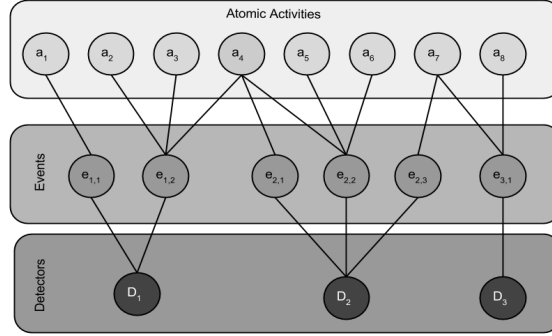 Atomic Activities
a1 a2 a3 a4 a5 a6 a7 a8
Events
e1,1 e1,2 e2,1 e2,2 e2,3 e3,1
Detectors
D1 D2 D3